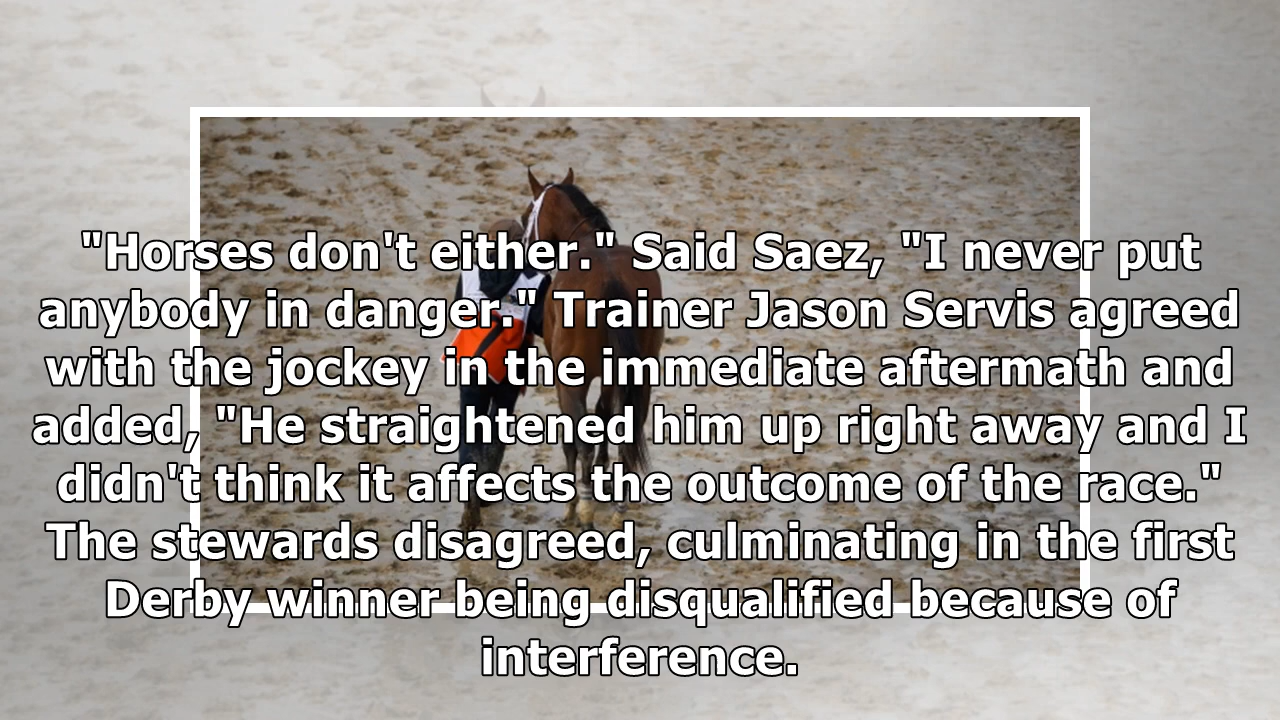 "Horses don't either." Said Saez, "I never put
anybody in danger." Trainer Jason Servis agreed
with the jockey in the immediate aftermath and
added, "He straightened him up right away and I
didn't think it affects the outcome of the race."
The stewards disagreed, culminating in the first
Derby winner being disqualified because of
interference.